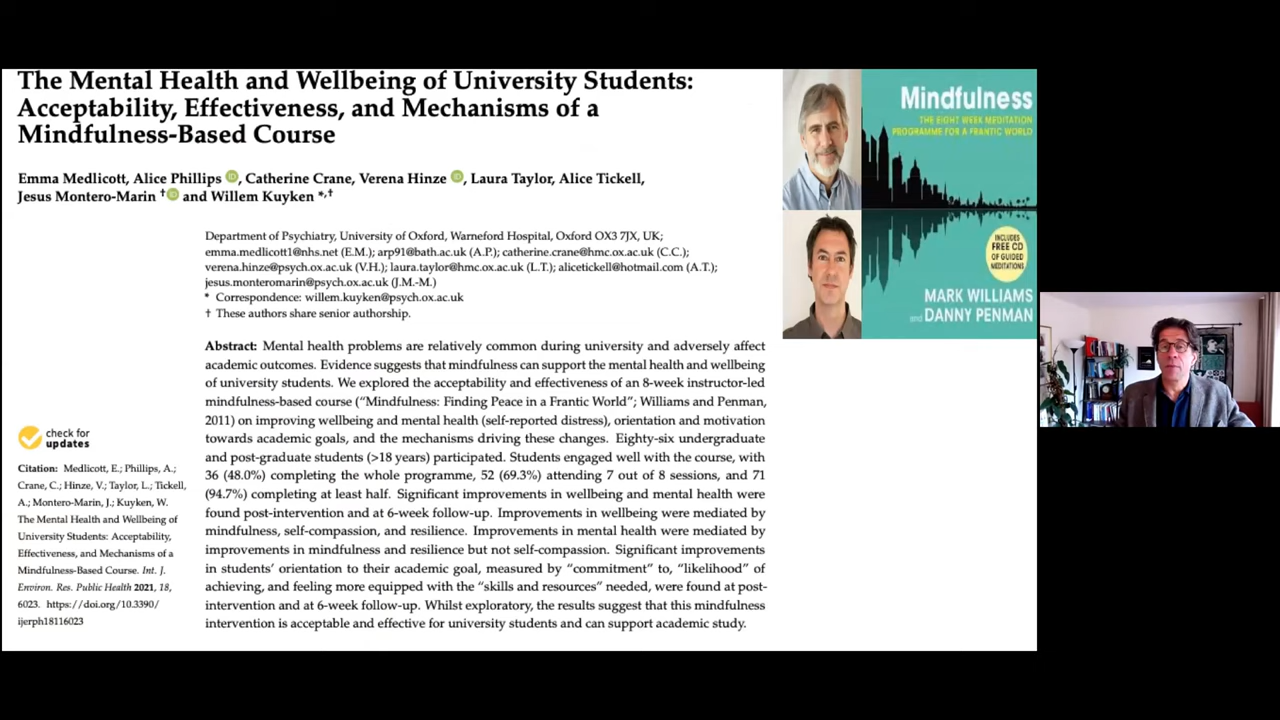 The Mental Health and Wellbeing of University Students:
Acceptability, Effectiveness, and Mechanisms of a
Mindfulness-Based Course
Emma Medlicott, Alice Phillips iD, Catherine Crane, Verena Hinze iD, Laura Taylor, Alice Tickell,
Jesus Montero-Marin † iD and Willem Kuyken *,†
Department of Psychiatry, University of Oxford, Warneford Hospital, Oxford OX3 7JX, UK;
emma.medlicott1@nhs.net (E.M.); arp91@bath.ac.uk (A.P.); catherine.crane@hmc.ox.ac.uk (C.C.);
verena.hinze@psych.ox.ac.uk (V.H.); laura.taylor@hmc.ox.ac.uk (L.T.); alicetickell@hotmail.com (A.T.);
jesus.monteromarin@psych.ox.ac.uk (J.M.-M.)
* Correspondence: willem.kuyken@psych.ox.ac.uk
† These authors share senior authorship.
Abstract: Mental health problems are relatively common during university and adversely affect
academic outcomes. Evidence suggests that mindfulness can support the mental health and wellbeing
of university students. We explored the acceptability and effectiveness of an 8-week instructor-led
mindfulness-based course (“Mindfulness: Finding Peace in a Frantic World”; Williams and Penman,
2011) on improving wellbeing and mental health (self-reported distress), orientation and motivation
towards academic goals, and the mechanisms driving these changes. Eighty-six undergraduate
and post-graduate students (>18 years) participated. Students engaged well with the course, with
36 (48.0%) completing the whole programme, 52 (69.3%) attending 7 out of 8 sessions, and 71
(94.7%) completing at least half. Significant improvements in wellbeing and mental health were
found post-intervention and at 6-week follow-up. Improvements in wellbeing were mediated by
mindfulness, self-compassion, and resilience. Improvements in mental health were mediated by
improvements in mindfulness and resilience but not self-compassion. Significant improvements
in students’ orientation to their academic goal, measured by “commitment” to, “likelihood” of
achieving, and feeling more equipped with the “skills and resources” needed, were found at post-
intervention and at 6-week follow-up. Whilst exploratory, the results suggest that this mindfulness
intervention is acceptable and effective for university students and can support academic study.
check for
updates
Citation: Medlicott, E.; Phillips, A.;
Crane, C.; Hinze, V.; Taylor, L.; Tickell,
A.; Montero-Marin, J.; Kuyken, W.
The Mental Health and Wellbeing of
University Students: Acceptability,
Effectiveness, and Mechanisms of a
Mindfulness-Based Course. Int. J.
Environ. Res. Public Health 2021, 18,
6023. https://doi.org/10.3390/
ijerph18116023
Mindfulness
THE EIGHT WEEK MEDITATION
PROGRAMME FOR A FRANTIC WORLD
INCLUDES
FREE CD
OF GUIDED
MEDITATIONS
MARK WILLIAMS
and DANNY PENMAN